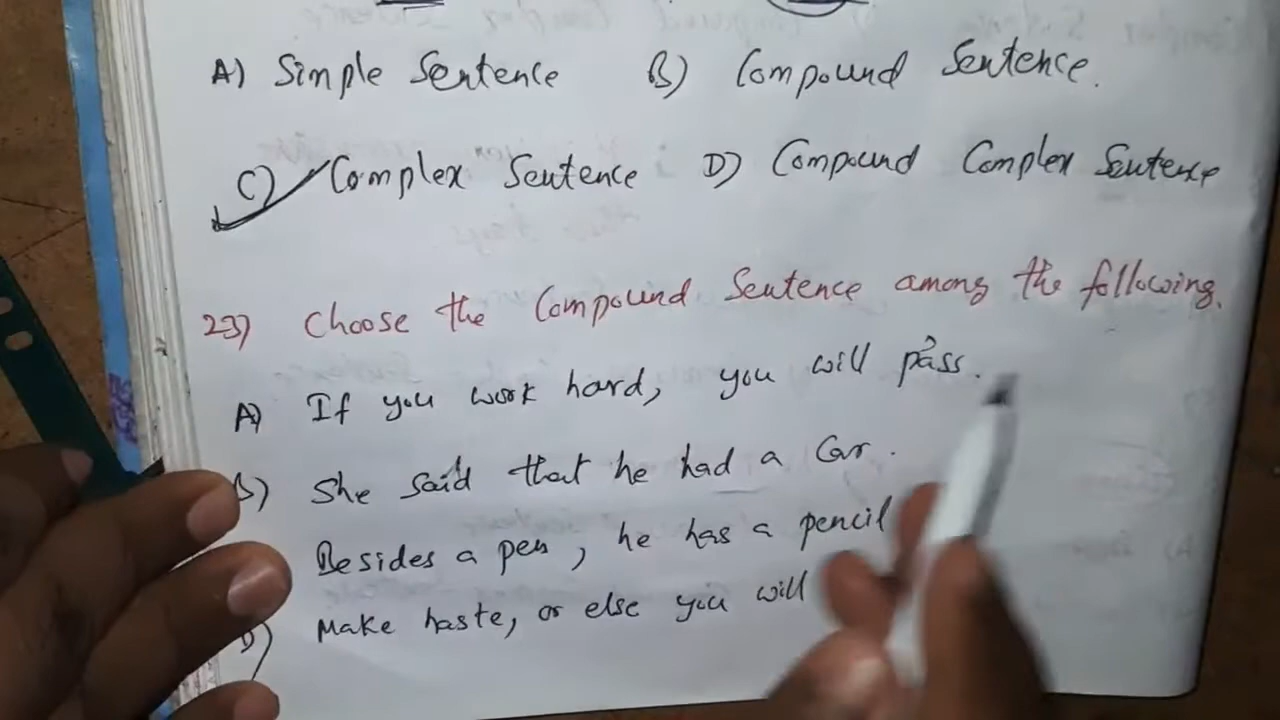 A) Simple Sentence B) Compound Sentence.
C) Complex Sentence D) Compound Complex Sentence
23) Choose the Compound Sentence among the following.
A) If you work hard, you will pass.
B) She said that he had a Car.
Besides a pen, he has a pencil
D) Make haste, or else you will